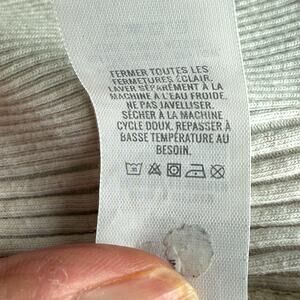 FERMER TOUTES LES
FERMETURES ÉCLAIR.
LAVER SÉPARÉMENT À LA
MACHINE À L'EAU FROIDE.
NE PAS JAVELLISER.
SÉCHER À LA MACHINE
CYCLE DOUX. REPASSER À
BASSE TEMPÉRATURE AU
BESOIN.